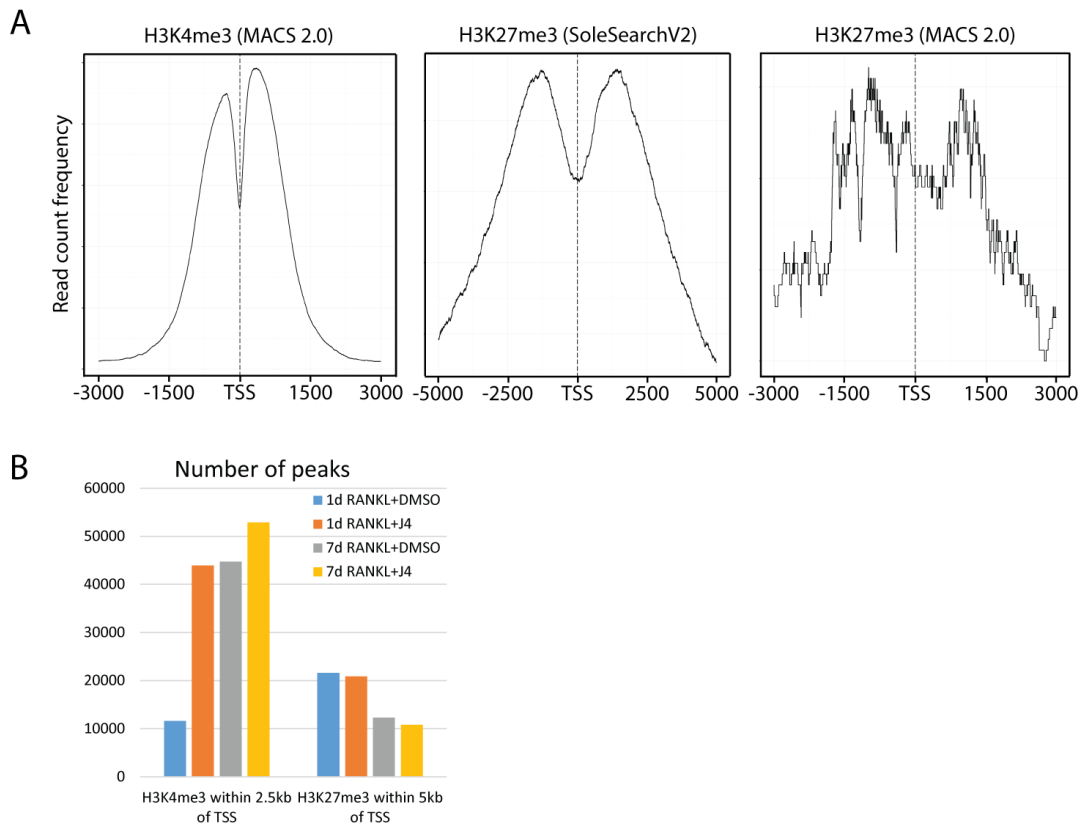 A
H3K4me3 (MACS 2.0)
H3K27me3 (SoleSearchV2)
H3K27me3 (MACS 2.0)
Read count frequency
-3000 -1500 TSS 1500 3000
-5000 -2500 TSS 2500 5000
-3000 -1500 TSS 1500 3000
B
Number of peaks
60000
50000
40000
30000
20000
10000
0
1d RANKL+DMSO
1d RANKL+J4
7d RANKL+DMSO
7d RANKL+J4
H3K4me3 within 2.5kb
of TSS
H3K27me3 within 5kb
of TSS